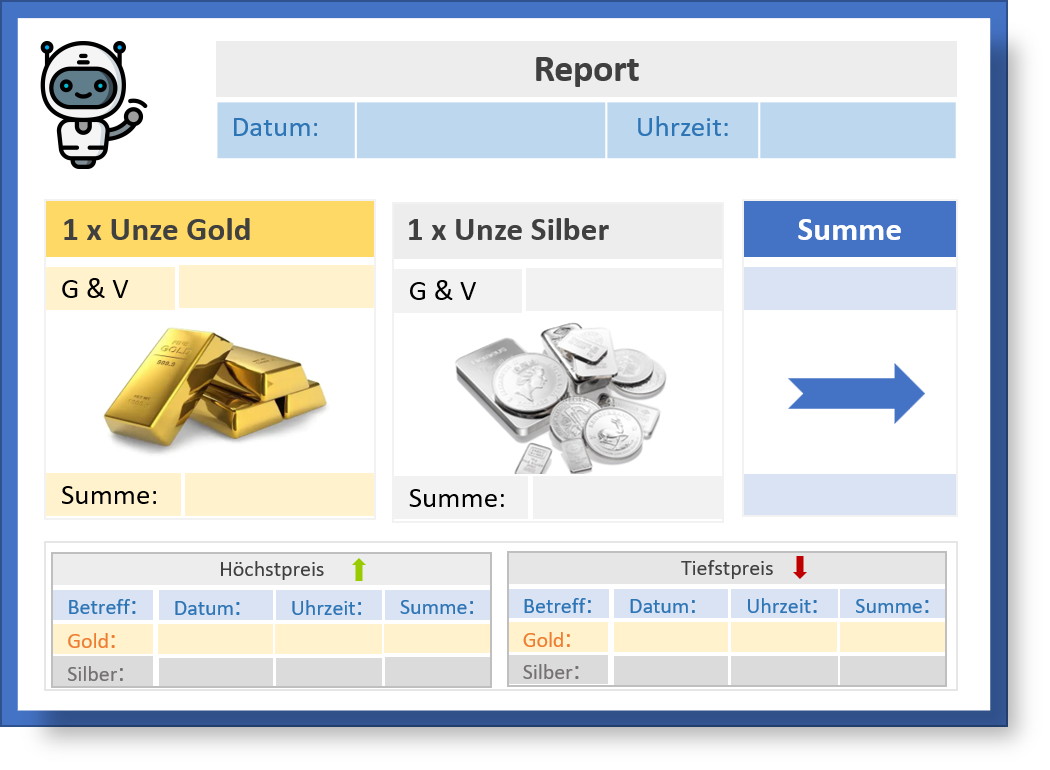 Report
Datum: Uhrzeit:
1 x Unze Gold
1 x Unze Silber
Summe
G & V
G & V
GOLD
999.9
Summe:
Summe:
Höchstpreis
Betreff: Datum: Uhrzeit: Summe:
Gold:
Silber:
Tiefstpreis
Betreff: Datum: Uhrzeit: Summe:
Gold:
Silber: